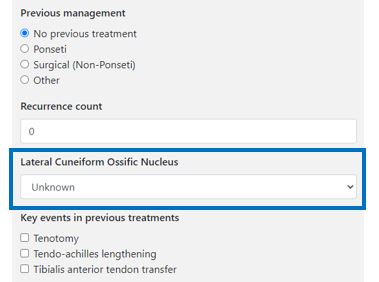 Previous management
No previous treatment
Ponseti
Surgical (Non-Ponseti)
Other
Recurrence count
0
Lateral Cuneiform Ossific Nucleus
Unknown
Key events in previous treatments
Tenotomy
Tendo-achilles lengthening
Tibialis anterior tendon transfer